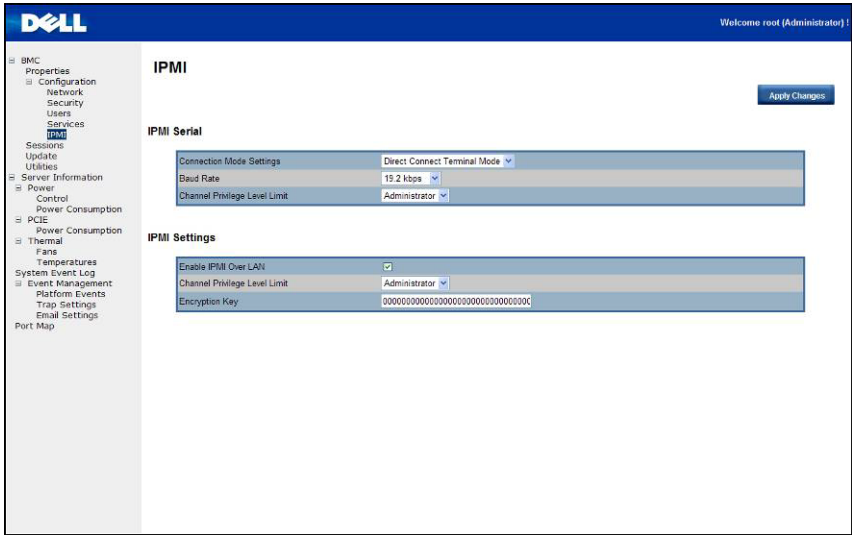 DELL
Welcome root (Administrator) !
BMC
Properties
Configuration
Network
Security
Users
Services
IPMI
Sessions
Update
Utilities
Server Information
Power
Control
Power Consumption
PCIE
Power Consumption
Thermal
Fans
Temperatures
System Event Log
Event Management
Platform Events
Trap Settings
Email Settings
Port Map
IPMI
Apply Changes
IPMI Serial
Connection Mode Settings Direct Connect Terminal Mode
Baud Rate 19.2 kbps
Channel Privilege Level Limit Administrator
IPMI Settings
Enable IPMI Over LAN
Channel Privilege Level Limit Administrator
Encryption Key